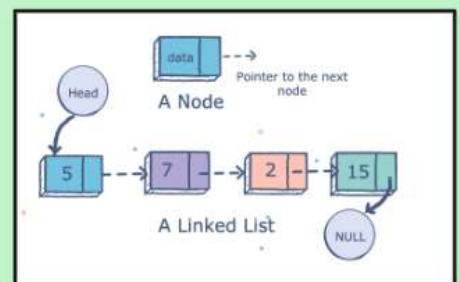 data
Pointer to the next
node
Head
A Node
5
7
2
15
A Linked List
NULL